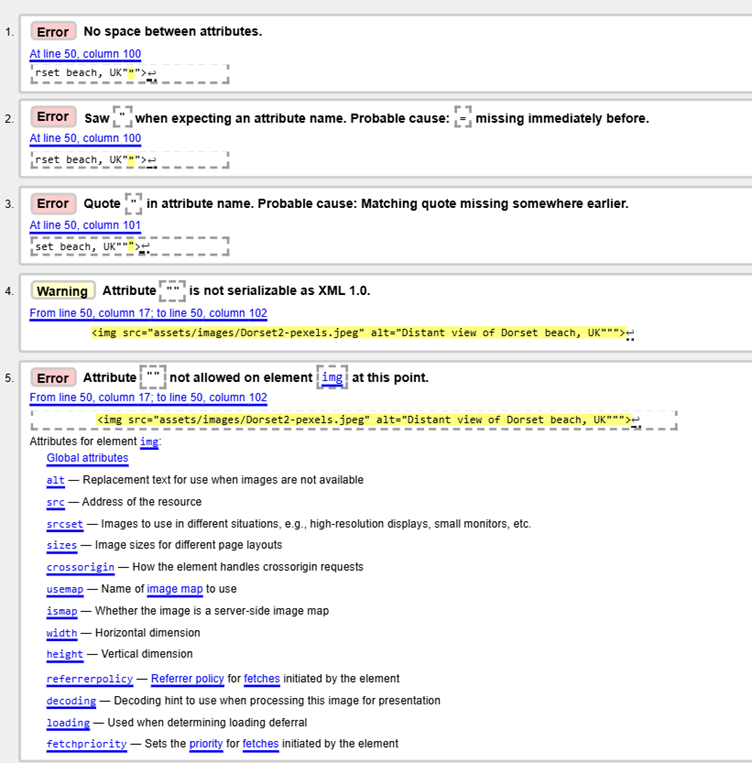 1. Error No space between attributes.
At line 50, column 100
rset beach, UK""">↩
2. Error Saw " when expecting an attribute name. Probable cause: = missing immediately before.
At line 50, column 100
rset beach, UK""">↩
3. Error Quote " in attribute name. Probable cause: Matching quote missing somewhere earlier.
At line 50, column 101
set beach, UK""">↩
4. Warning Attribute "" is not serializable as XML 1.0.
From line 50, column 17; to line 50, column 102
<img src="assets/images/Dorset2-pexels.jpeg" alt="Distant view of Dorset beach, UK""">↩
5. Error Attribute "" not allowed on element img at this point.
From line 50, column 17; to line 50, column 102
<img src="assets/images/Dorset2-pexels.jpeg" alt="Distant view of Dorset beach, UK""">↩
Attributes for element img:
Global attributes
alt — Replacement text for use when images are not available
src — Address of the resource
srcset — Images to use in different situations, e.g., high-resolution displays, small monitors, etc.
sizes — Image sizes for different page layouts
crossorigin — How the element handles crossorigin requests
usemap — Name of image map to use
ismap — Whether the image is a server-side image map
width — Horizontal dimension
height — Vertical dimension
referrerpolicy — Referrer policy for fetches initiated by the element
decoding — Decoding hint to use when processing this image for presentation
loading — Used when determining loading deferral
fetchpriority — Sets the priority for fetches initiated by the element